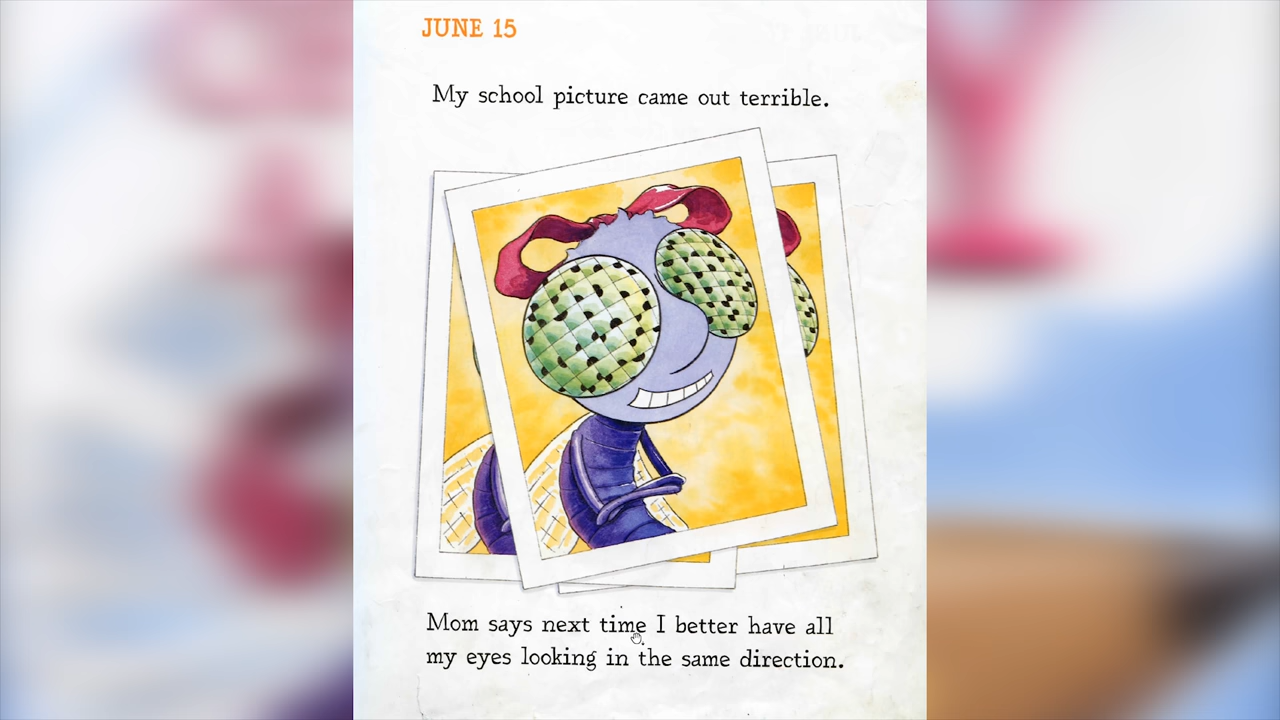 JUNE 15
My school picture came out terrible.
Mom says next time I better have all
my eyes looking in the same direction.